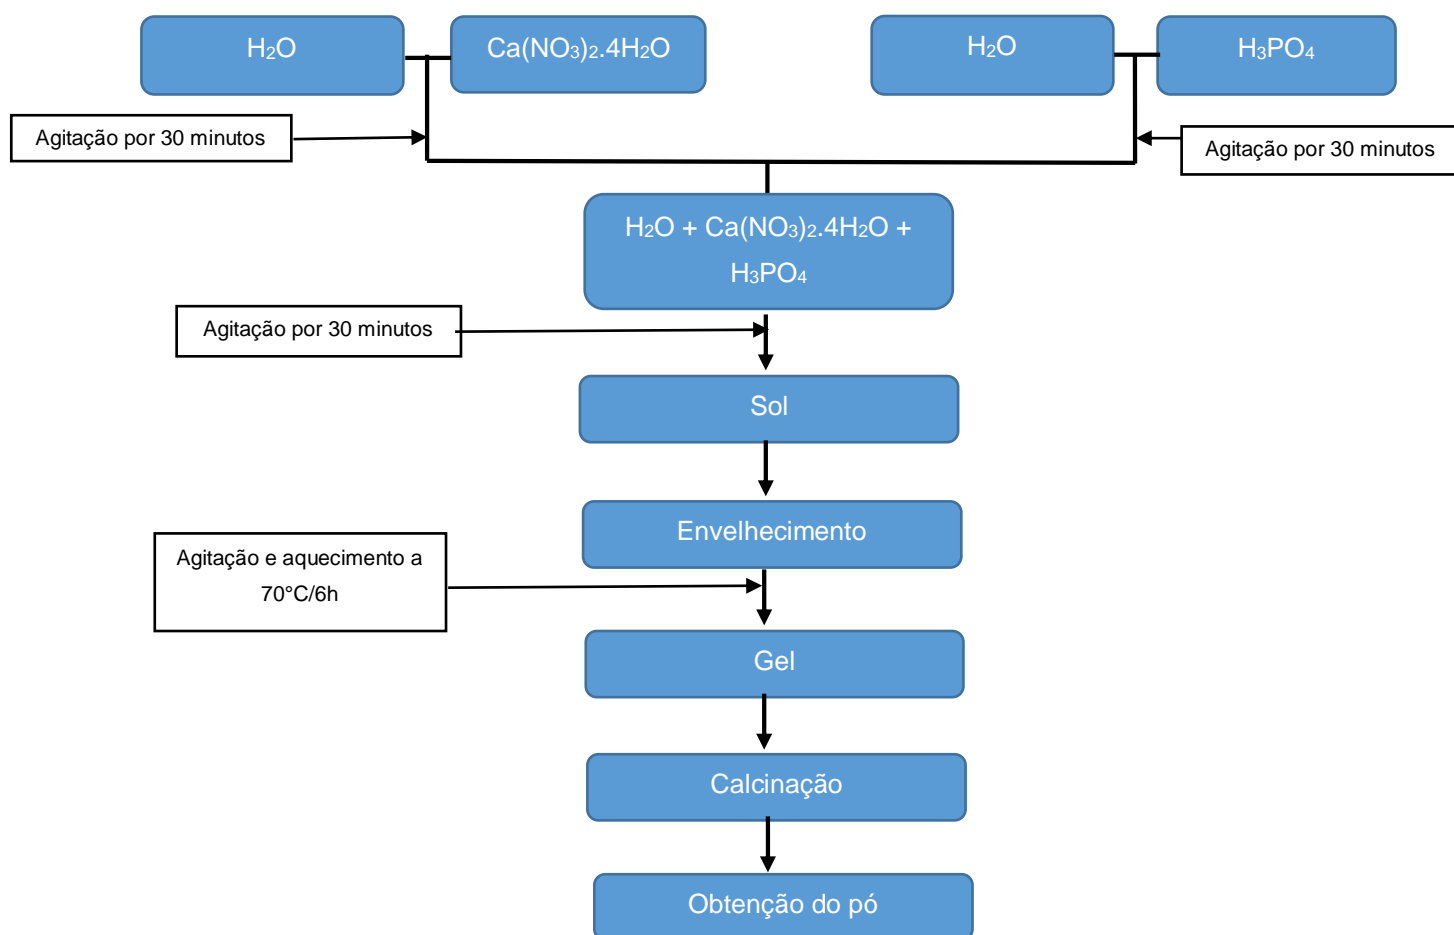 H₂O
Ca(NO₃)₂.4H₂O
H₂O
H₃PO₄
Agitação por 30 minutos
Agitação por 30 minutos
H₂O + Ca(NO₃)₂.4H₂O +
H₃PO₄
Agitação por 30 minutos
Sol
Envelhecimento
Agitação e aquecimento a
70°C/6h
Gel
Calcinação
Obtenção do pó